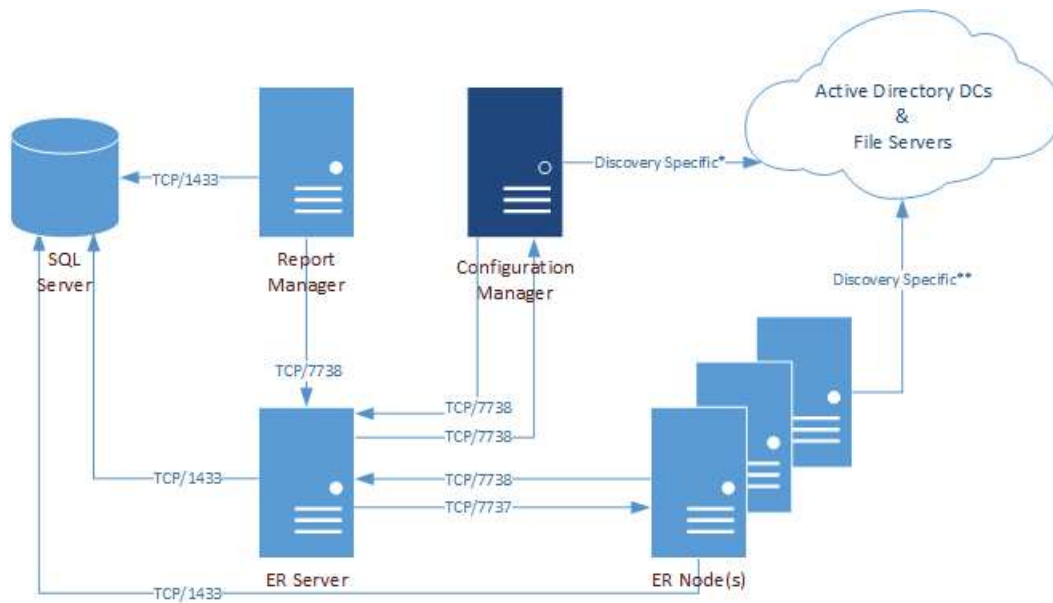 Active Directory DCs
&
File Servers
Discovery Specific*
TCP/1433
SQL
Server
Report
Manager
Configuration
Manager
Discovery Specific**
TCP/7738
TCP/7738
TCP/7738
TCP/1433
TCP/7738
TCP/7737
ER Server
ER Node(s)
TCP/1433